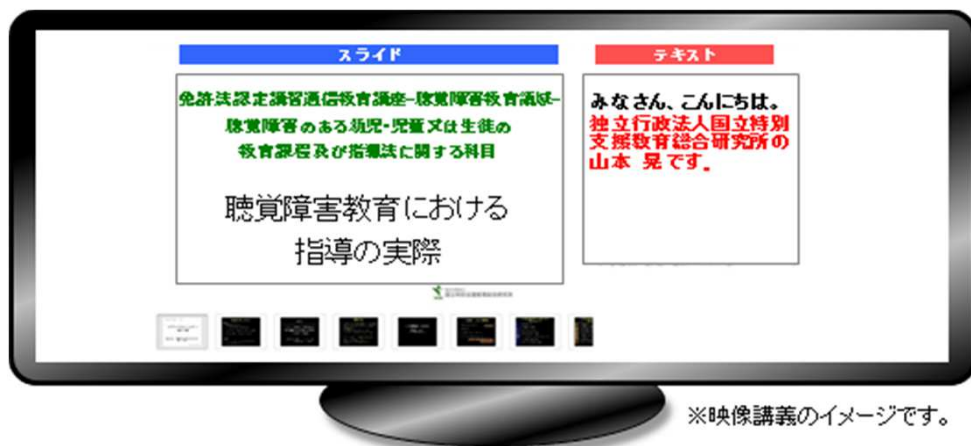 スライド
免許法認定講習通信教育講座−聴覚障害教育領域−
聴覚障害のある幼児・児童又は生徒の
教育課程及び指導法に関する科目
聴覚障害教育における
指導の実際
テキスト
みなさん、こんにちは。
独立行政法人国立特別
支援教育総合研究所の
山本 晃です。
※映像講義のイメージです。